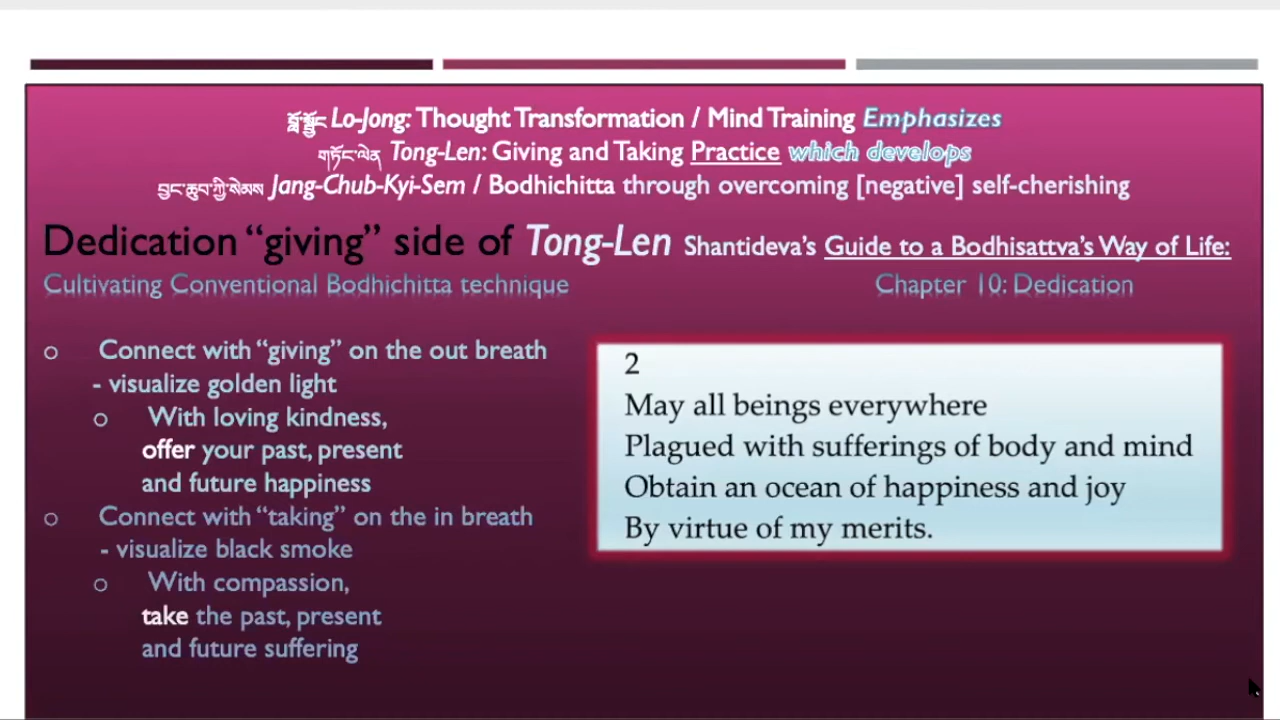 བློ་སྦྱོང Lo-Jong: Thought Transformation / Mind Training Emphasizes
གཏོང་ལེན Tong-Len: Giving and Taking Practice which develops
བྱང་ཆུབ་ཀྱི་སེམས Jang-Chub-Kyi-Sem / Bodhichitta through overcoming [negative] self-cherishing
Dedication “giving” side of Tong-Len Shantideva’s Guide to a Bodhisattva’s Way of Life:
Cultivating Conventional Bodhichitta technique Chapter 10: Dedication
Connect with “giving” on the out breath
- visualize golden light
With loving kindness,
offer your past, present
and future happiness
Connect with “taking” on the in breath
- visualize black smoke
With compassion,
take the past, present
and future suffering
2
May all beings everywhere
Plagued with sufferings of body and mind
Obtain an ocean of happiness and joy
By virtue of my merits.